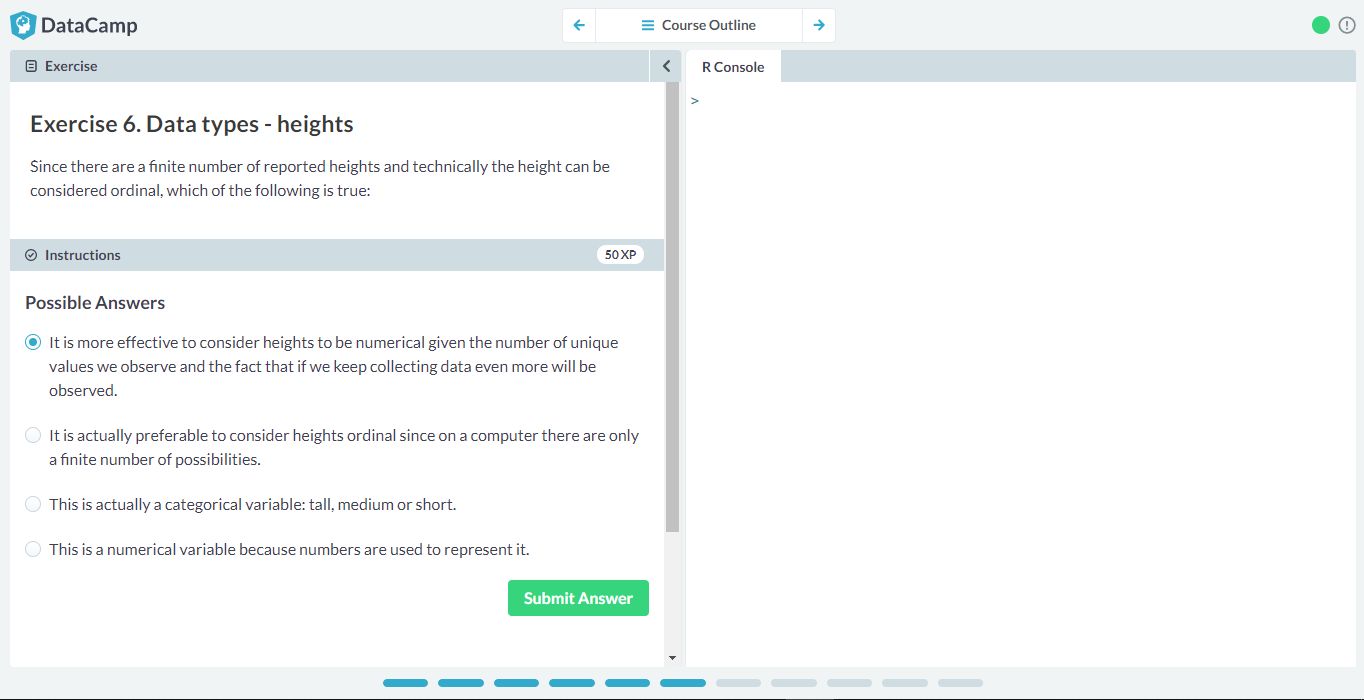 DataCamp
Course Outline
Exercise
R Console
>
Exercise 6. Data types - heights
Since there are a finite number of reported heights and technically the height can be
considered ordinal, which of the following is true:
Instructions
50 XP
Possible Answers
It is more effective to consider heights to be numerical given the number of unique
values we observe and the fact that if we keep collecting data even more will be
observed.
It is actually preferable to consider heights ordinal since on a computer there are only
a finite number of possibilities.
This is actually a categorical variable: tall, medium or short.
This is a numerical variable because numbers are used to represent it.
Submit Answer